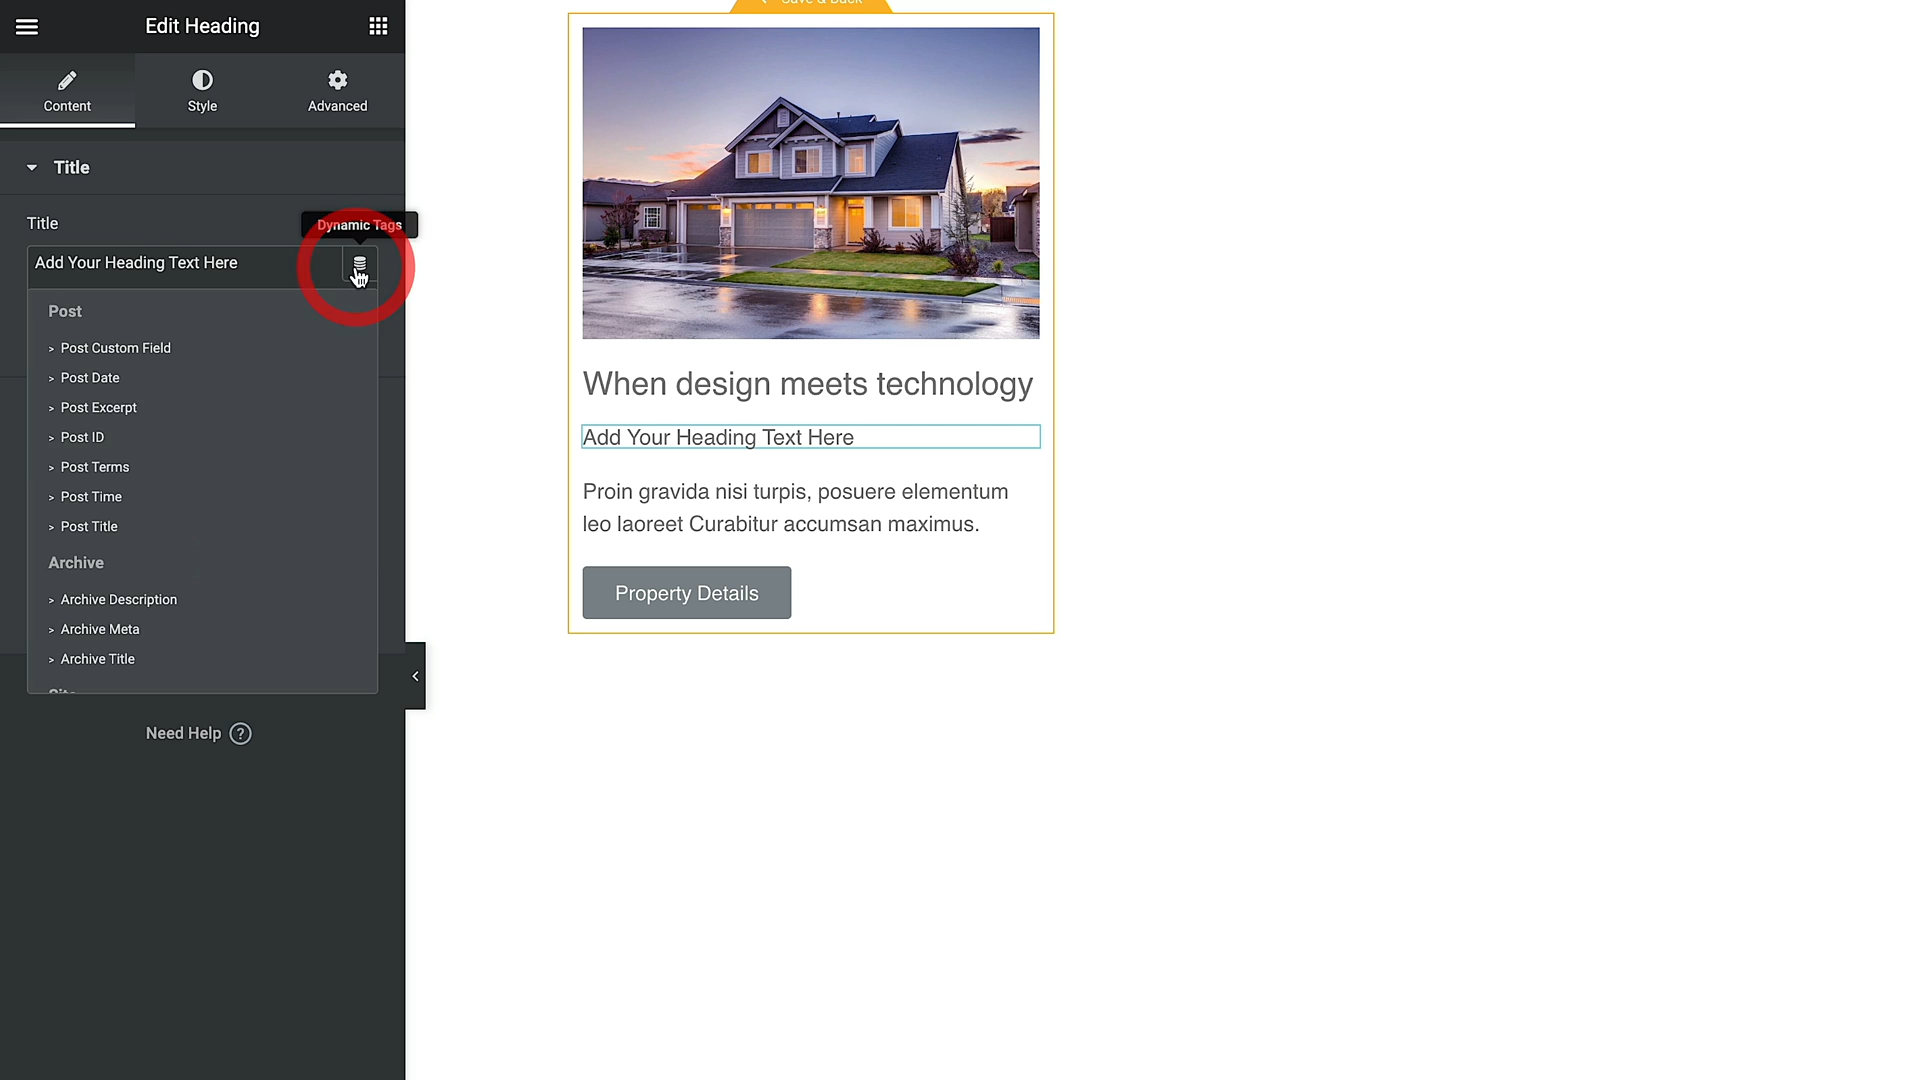 Edit Heading
Content
Style
Advanced
Title
Title
Dynamic Tags
Add Your Heading Text Here
Post
> Post Custom Field
> Post Date
> Post Excerpt
> Post ID
> Post Terms
> Post Time
> Post Title
Archive
> Archive Description
> Archive Meta
> Archive Title
Need Help ?
Save & Back
When design meets technology
Add Your Heading Text Here
Proin gravida nisi turpis, posuere elementum
leo laoreet Curabitur accumsan maximus.
Property Details